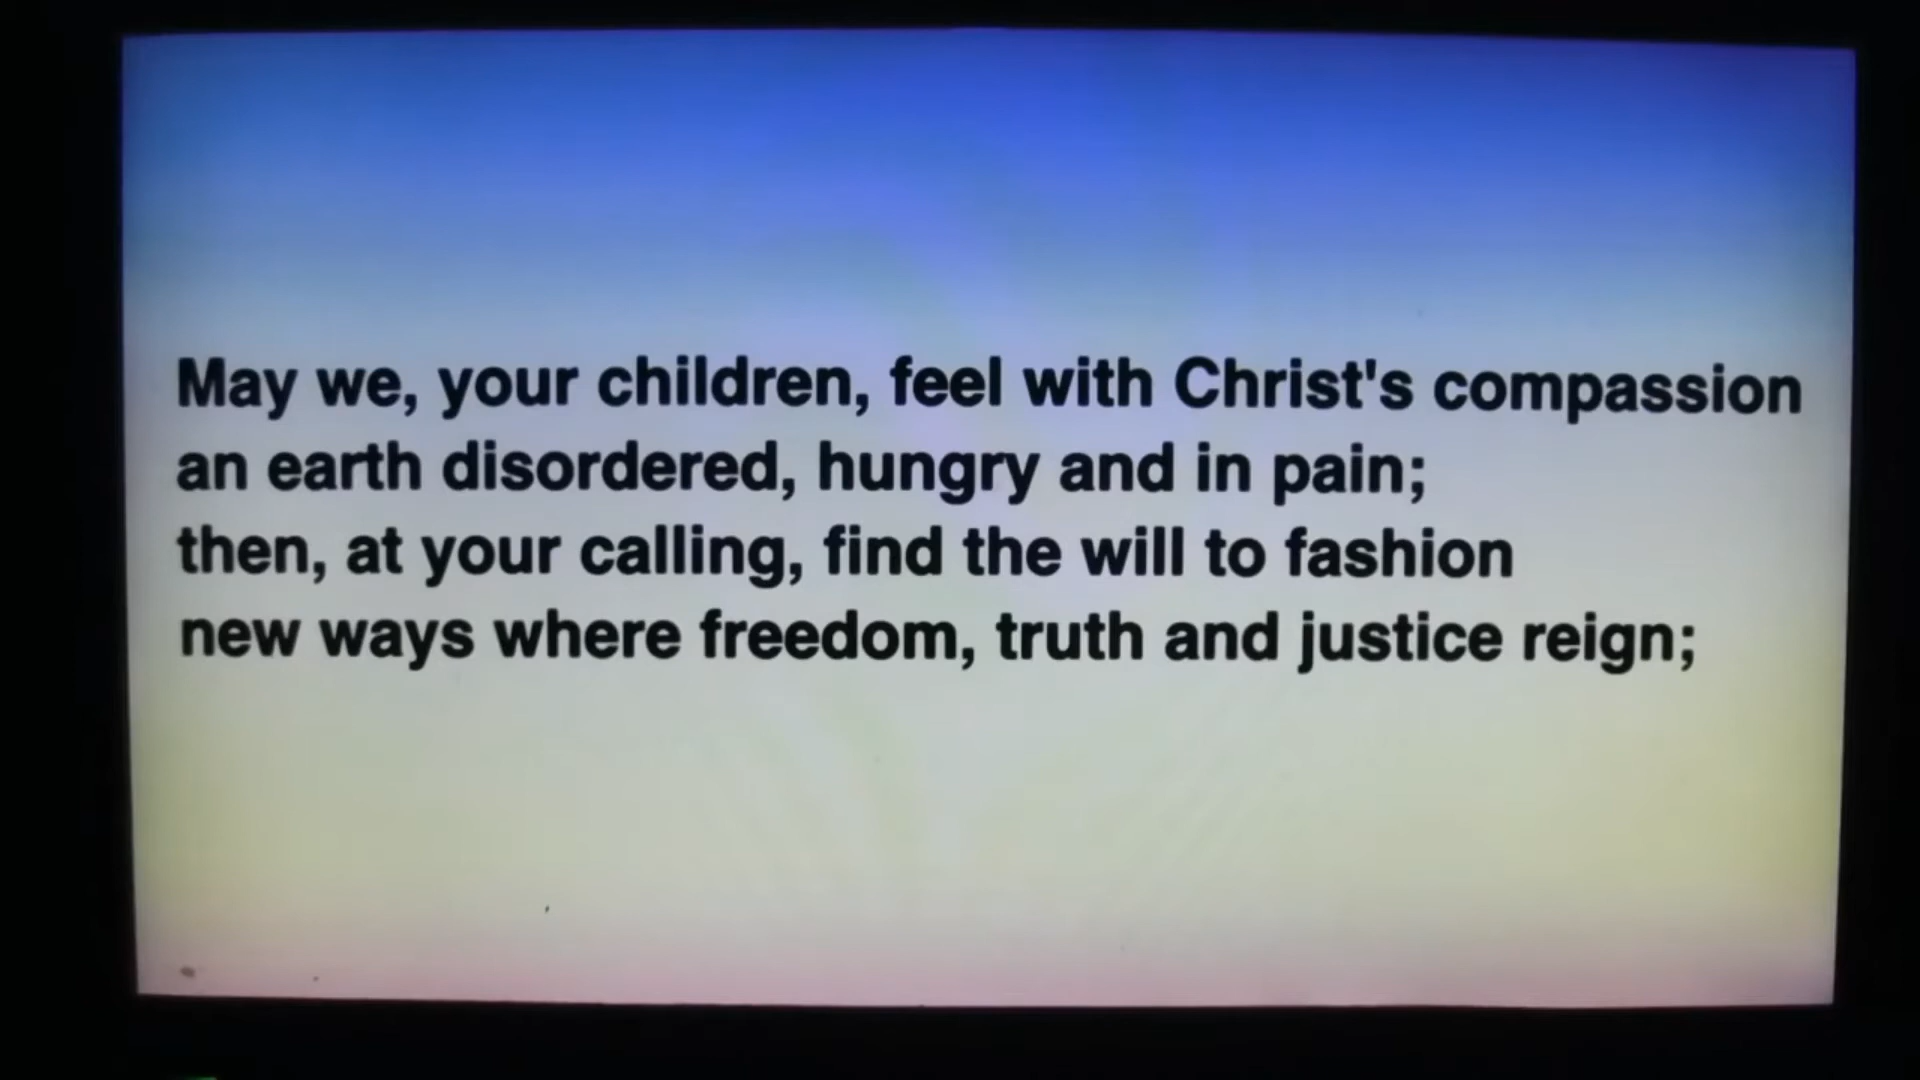 May we, your children, feel with Christ's compassion
an earth disordered, hungry and in pain;
then, at your calling, find the will to fashion
new ways where freedom, truth and justice reign;